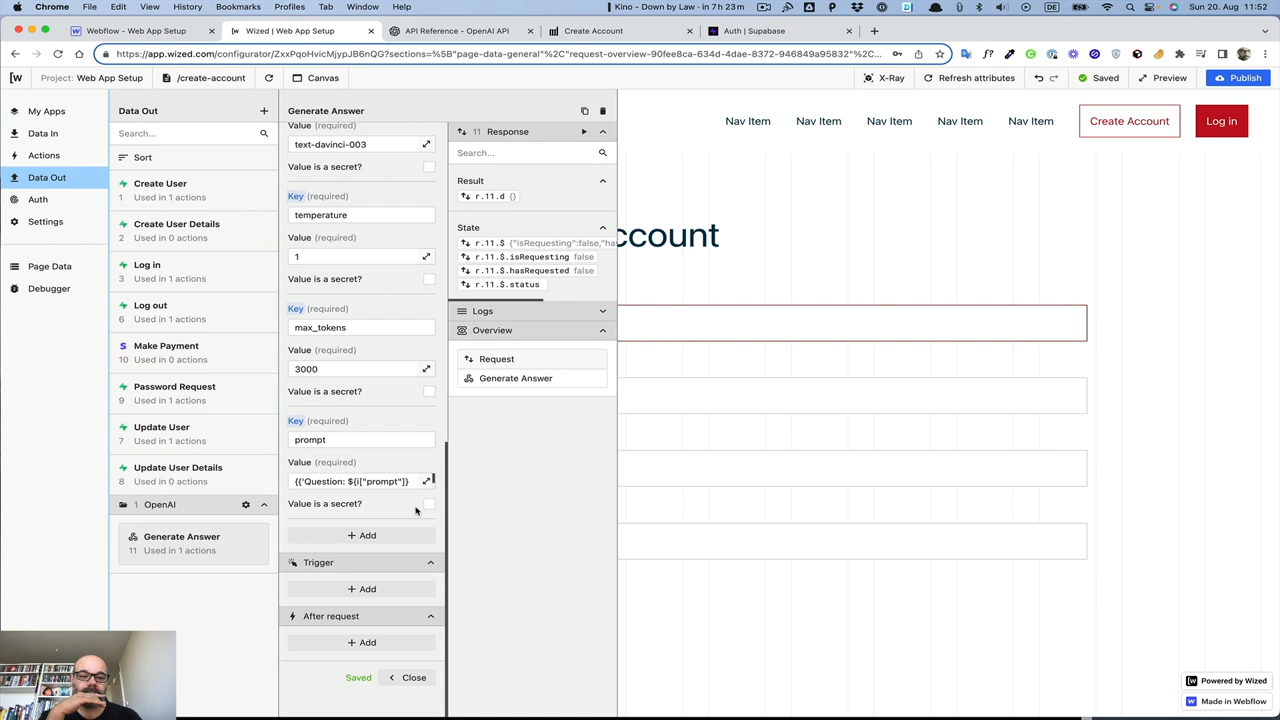 Chrome File Edit View History Bookmarks Profiles Tab Window Help
Kino - Down by Law • in 7 h 23 m
DE
Sun 20. Aug 11:52
Webflow - Web App Setup
Wized | Web App Setup
API Reference - OpenAI API
Create Account
Auth | Supabase
https://app.wized.com/configurator/ZxxPqoHvicMjypJB6nQG?sections=%5B"page-data-general"%2C"request-overview-90fee8ca-634d-4dae-8372-946849a95832"%2C...
Project: Web App Setup
/create-account
Canvas
X-Ray
Refresh attributes
Saved
Preview
Publish
My Apps
Data In
Actions
Data Out
Auth
Settings
Page Data
Debugger
Data Out
Search...
Sort
Create User
1 Used in 1 actions
Create User Details
2 Used in 0 actions
Log in
3 Used in 1 actions
Log out
6 Used in 1 actions
Make Payment
10 Used in 0 actions
Password Request
9 Used in 1 actions
Update User
7 Used in 1 actions
Update User Details
8 Used in 0 actions
1 OpenAI
Generate Answer
11 Used in 1 actions
Generate Answer
Value (required)
text-davinci-003
Value is a secret?
Key (required)
temperature
Value (required)
1
Value is a secret?
Key (required)
max_tokens
Value (required)
3000
Value is a secret?
Key (required)
prompt
Value (required)
{{'Question: ${i["prompt"]}
Value is a secret?
+ Add
Trigger
+ Add
After request
+ Add
Saved
Close
11 Response
Search...
Result
r.11.d {}
State
r.11.$ {"isRequesting":false,"ha
r.11.$.isRequesting false
r.11.$.hasRequested false
r.11.$.status
Logs
Overview
Request
Generate Answer
Nav Item
Nav Item
Nav Item
Nav Item
Nav Item
Create Account
Log in
ccount
Powered by Wized
Made in Webflow